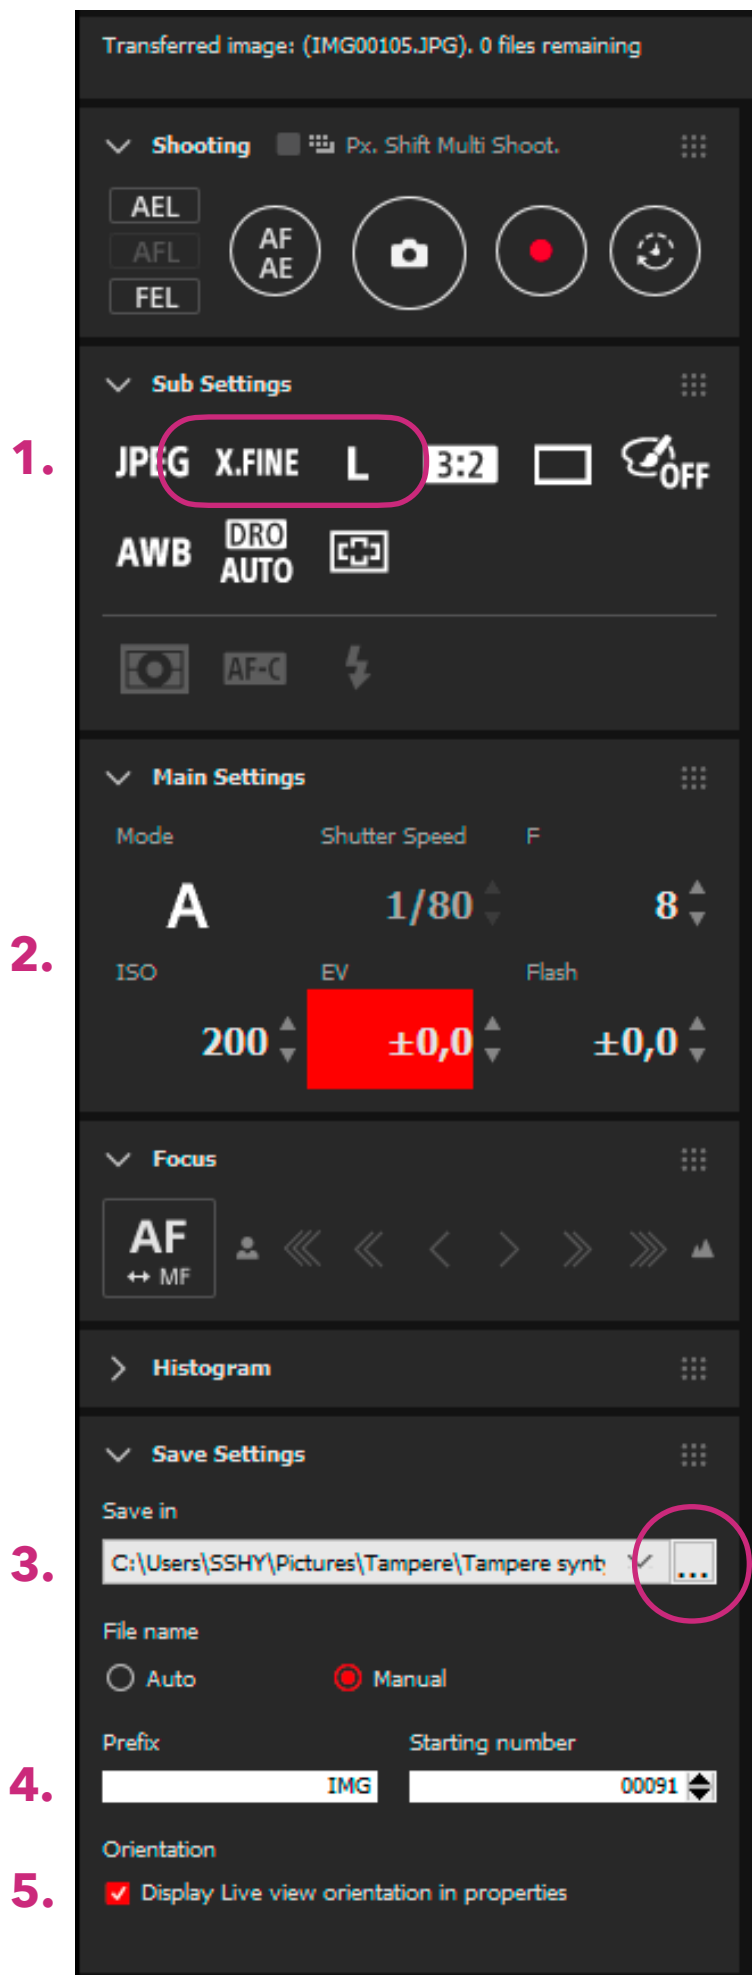 Transferred image: (IMG00105.JPG). 0 files remaining
Shooting Px. Shift Multi Shoot.
AEL
AFL
FEL
AF
AE
Sub Settings
1. JPEG X.FINE L 3:2 OFF
AWB DRO
AUTO
AF-C
Main Settings
Mode Shutter Speed F
A 1/80 8
2.
ISO EV Flash
200 ±0,0 ±0,0
Focus
AF
↔ MF
Histogram
Save Settings
Save in
3. C:\Users\SSHY\Pictures\Tampere\Tampere synty ...
File name
Auto Manual
Prefix Starting number
4. IMG 00091
Orientation
5. Display Live view orientation in properties